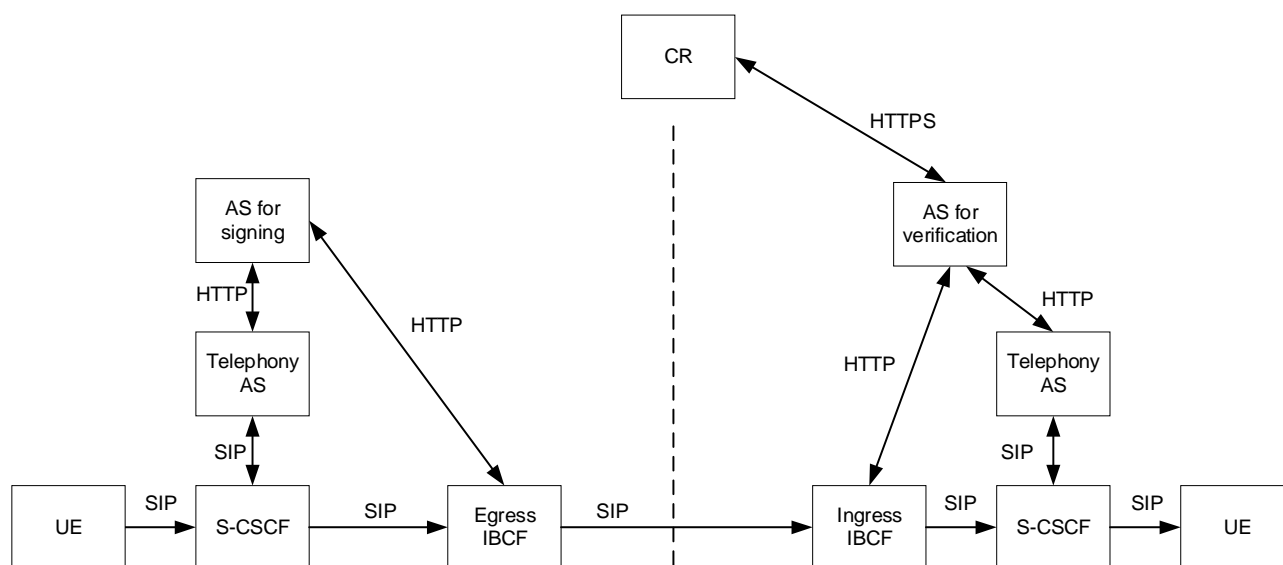 CR
HTTPS
AS for
signing
AS for
verification
HTTP
HTTP
HTTP
HTTP
Telephony
AS
Telephony
AS
SIP
SIP
UE
SIP
S-CSCF
SIP
Egress
IBCF
SIP
Ingress
IBCF
SIP
S-CSCF
SIP
UE